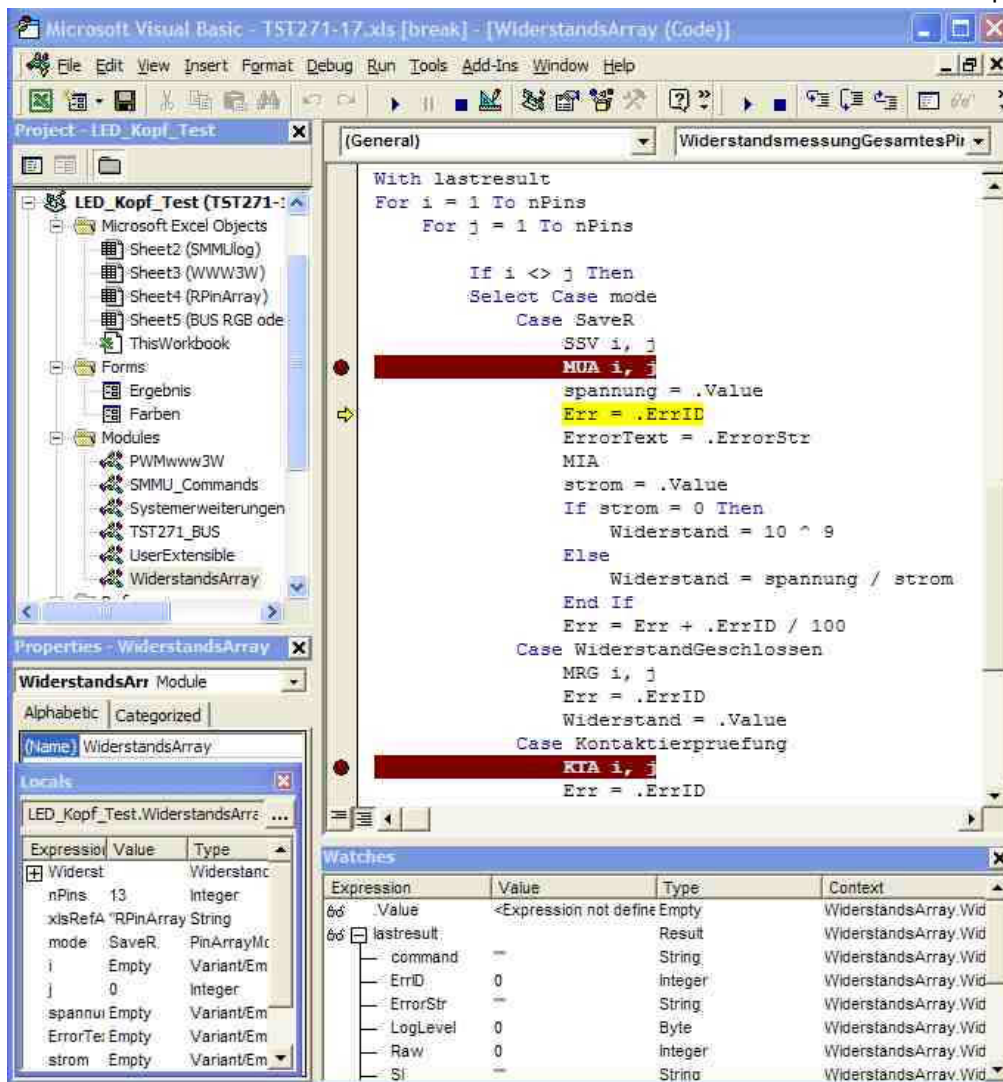 Microsoft Visual Basic - TST271-17.xls [break] - [WiderstandsArray (Code)]
File Edit View Insert Format Debug Run Tools Add-Ins Window Help
Project - LED_Kopf_Test
LED_Kopf_Test (TST271-
Microsoft Excel Objects
Sheet2 (SMMUlog)
Sheet3 (WWW3W)
Sheet4 (RPinArray)
Sheet5 (BUS RGB ode
ThisWorkbook
Forms
Ergebnis
Farben
Modules
PWMwww3W
SMMU_Commands
Systemerweiterungen
TST271_BUS
UserExtensible
WiderstandsArray
Properties - WiderstandsArray
WiderstandsArr Module
Alphabetic Categorized
(Name) WiderstandsArray
Locals
LED_Kopf_Test.WiderstandsArra ...
Expression Value Type
Widerst Widerstanc
nPins 13 Integer
xlsRefA "RPinArray String
mode SaveR PinArrayMc
i Empty Variant/Em
j 0 Integer
spannu Empty Variant/Em
ErrorTe: Empty Variant/Em
strom Empty Variant/Em
(General) WiderstandsmessungGesamtesPir
With lastresult
For i = 1 To nPins
For j = 1 To nPins
If i <> j Then
Select Case mode
Case SaveR
SSV i, j
MUA i, j
spannung = .Value
Err = .ErrID
ErrorText = .ErrorStr
MIA
strom = .Value
If strom = 0 Then
Widerstand = 10 ^ 9
Else
Widerstand = spannung / strom
End If
Err = Err + .ErrID / 100
Case WiderstandGeschlossen
MRG i, j
Err = .ErrID
Widerstand = .Value
Case Kontaktierpruefung
KTA i, j
Err = .ErrID
Watches
Expression Value Type Context
.Value <Expression not define Empty WiderstandsArray.Wid
lastresult Result WiderstandsArray.Wid
command "" String WiderstandsArray.Wid
ErrID 0 Integer WiderstandsArray.Wid
ErrorStr "" String WiderstandsArray.Wid
LogLevel 0 Byte WiderstandsArray.Wid
Raw 0 Integer WiderstandsArray.Wid
SI "" String WiderstandsArray.Wid